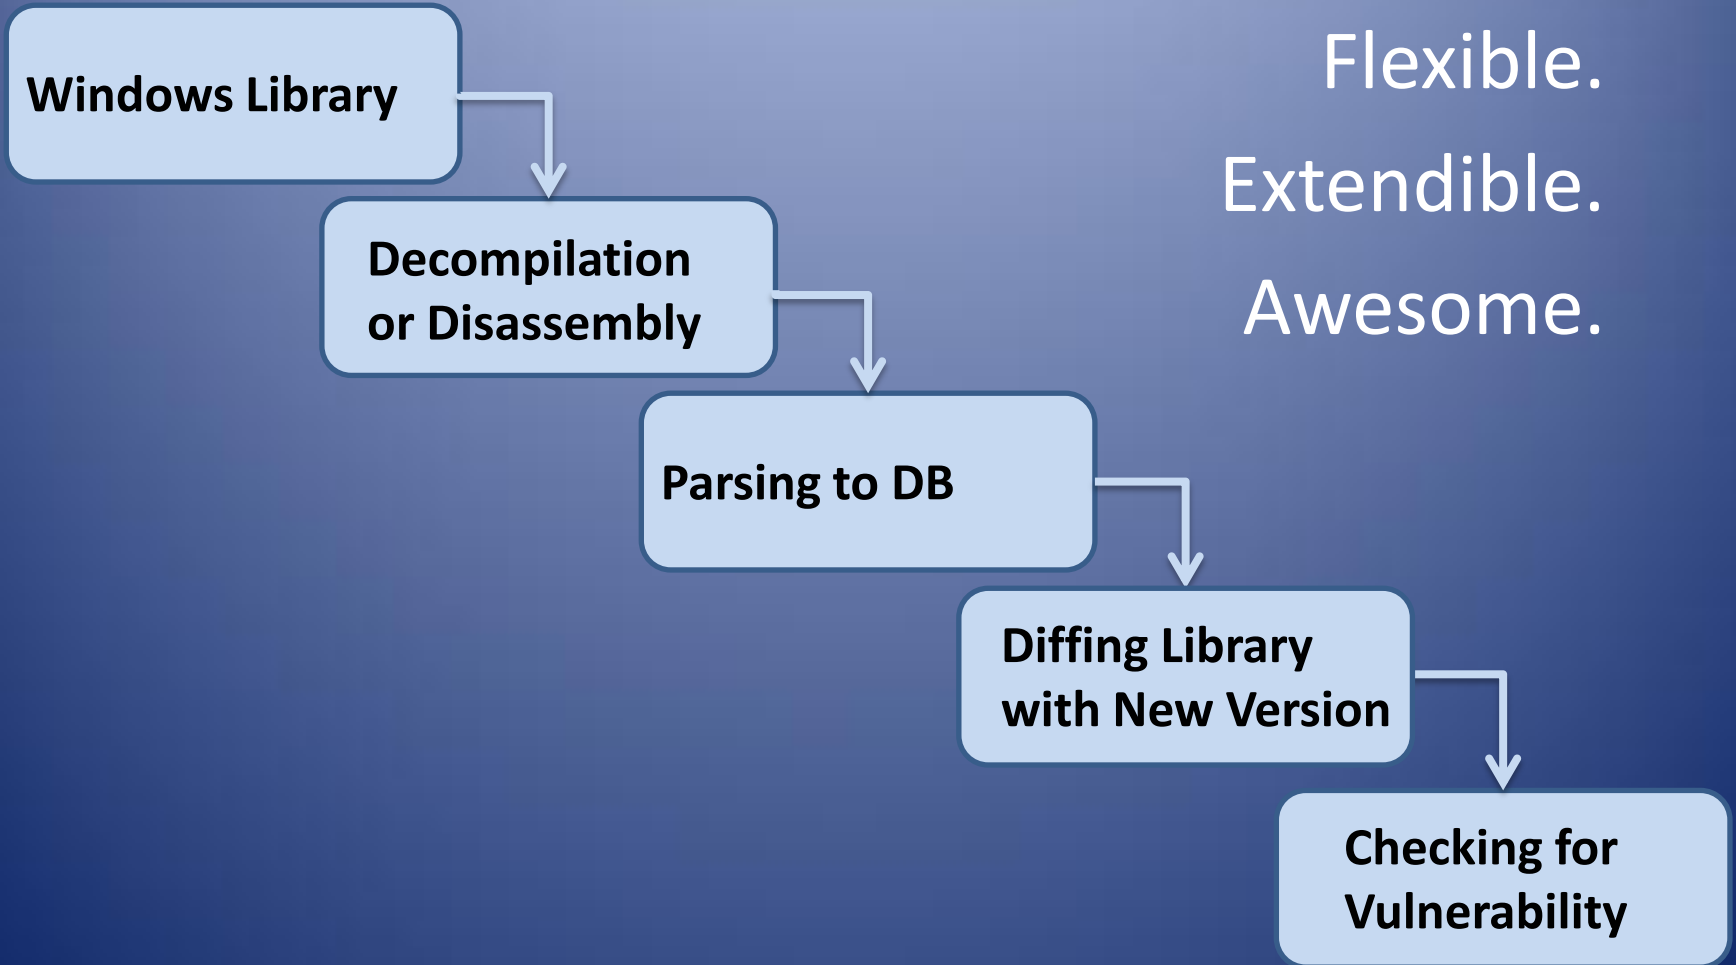 Windows Library
Decompilation
or Disassembly
Parsing to DB
Diffing Library
with New Version
Checking for
Vulnerability
Flexible.
Extendible.
Awesome.